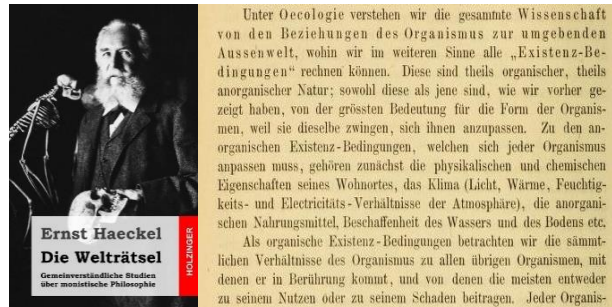 Ernst Haeckel
Die Welträtsel
Gemeinverständliche Studien
über monistische Philosophie
HOLZINGER
Unter Oecologie verstehen wir die gesammte Wissenschaft
von den Beziehungen des Organismus zur umgebenden
Aussenwelt, wohin wir im weiteren Sinne alle „Existenz-Be-
dingungen“ rechnen können. Diese sind theils organischer, theils
anorganischer Natur; sowohl diese als jene sind, wie wir vorher ge-
zeigt haben, von der grössten Bedeutung für die Form der Organis-
men, weil sie dieselbe zwingen, sich ihnen anzupassen. Zu den an-
organischen Existenz-Bedingungen, welchen sich jeder Organismus
anpassen muss, gehören zunächst die physikalischen und chemischen
Eigenschaften seines Wohnortes, das Klima (Licht, Wärme, Feuchtig-
keits- und Electricitäts-Verhältnisse der Atmosphäre), die anorgani-
schen Nahrungsmittel, Beschaffenheit des Wassers und des Bodens etc.
Als organische Existenz-Bedingungen betrachten wir die sämmt-
lichen Verhältnisse des Organismus zu allen übrigen Organismen, mit
denen er in Berührung kommt, und von denen die meisten entweder
zu seinem Nutzen oder zu seinem Schaden beitragen. Jeder Organis-